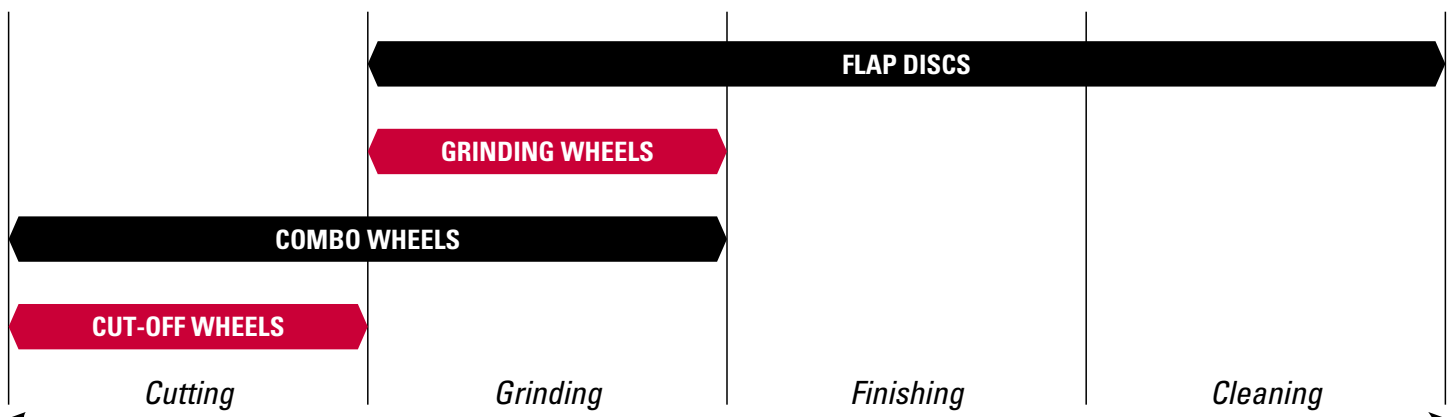 FLAP DISCS
GRINDING WHEELS
COMBO WHEELS
CUT-OFF WHEELS
Cutting Grinding Finishing Cleaning